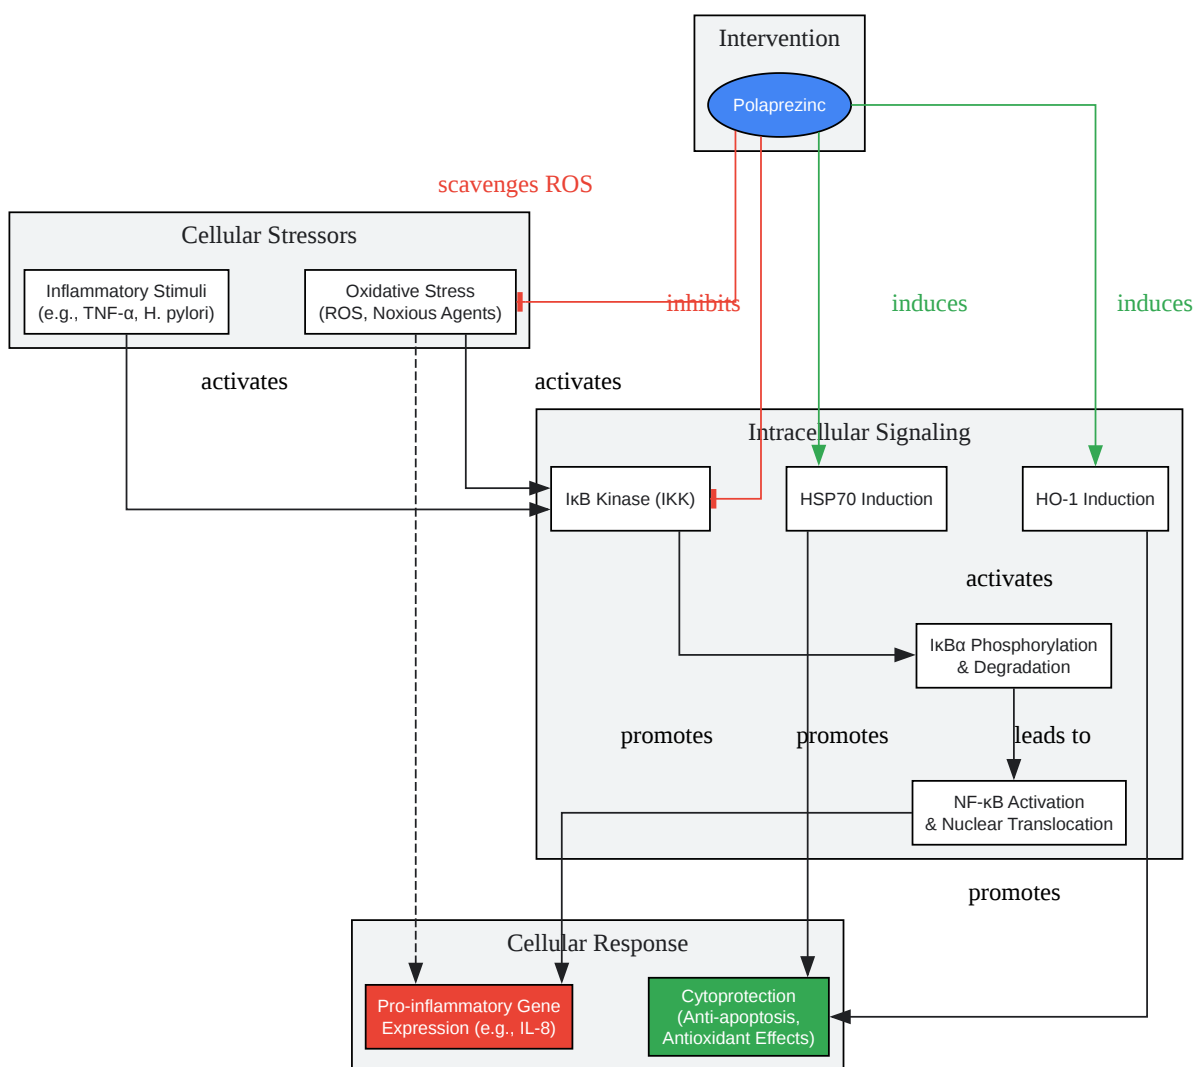 Intervention
Polaprezinc
scavenges ROS
Cellular Stressors
Inflammatory Stimuli
(e.g., TNF-α, H. pylori)
Oxidative Stress
(ROS, Noxious Agents)
inhibits
induces
induces
activates
activates
Intracellular Signaling
IκB Kinase (IKK)
HSP70 Induction
HO-1 Induction
activates
IκBα Phosphorylation
& Degradation
promotes
promotes
leads to
NF-κB Activation
& Nuclear Translocation
promotes
Cellular Response
Pro-inflammatory Gene
Expression (e.g., IL-8)
Cytoprotection
(Anti-apoptosis,
Antioxidant Effects)